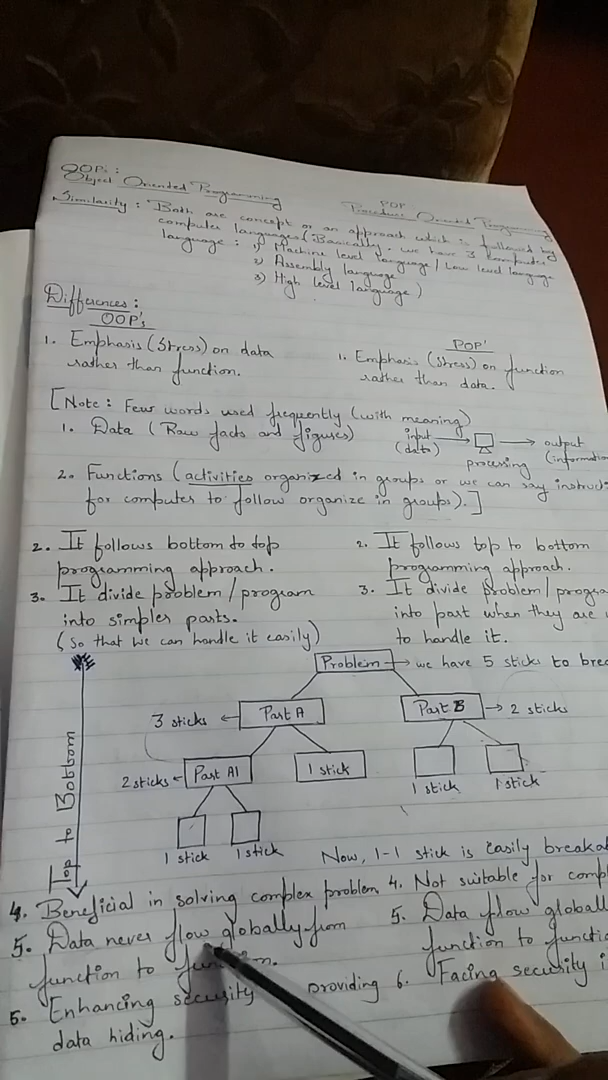 OOP's :
Object Oriented Programming
POP
Procedure Oriented Programming
Similarity : Both are concept or an approach which is followed by
computer languages (Basically, we have 3 computer
language : 1) Machine level language / Low level language
2) Assembly language
3) High level language )
Differences :
OOP's
POP'
1. Emphasis (Stress) on data
rather than function.
1. Emphasis (Stress) on function
rather than data.
[Note : Few words used frequently (with meaning)
1. Data (Raw facts and figures)
input
(data)
processing
output
(information
2. Functions (activities organized in groups or we can say instruc
for computer to follow organize in groups). ]
2. It follows bottom to top
programming approach.
2. It follows top to bottom
programming approach.
3. It divide problem / program
into simpler parts.
(So that we can handle it easily)
3. It divide problem / progra
into part when they are
to handle it.
Problem → we have 5 sticks to brea
3 sticks ← Part A
Part B → 2 sticks
2 sticks ← Part A1
1 stick
1 stick
1 stick
1 stick
1 stick
Top to Bottom
Now, 1-1 stick is easily breaka
4. Beneficial in solving complex problem
4. Not suitable for compl
5. Data never flow globally from
function to function.
5. Data flow globall
function to functio
5. Enhancing security providing
data hiding.
6. Facing security i